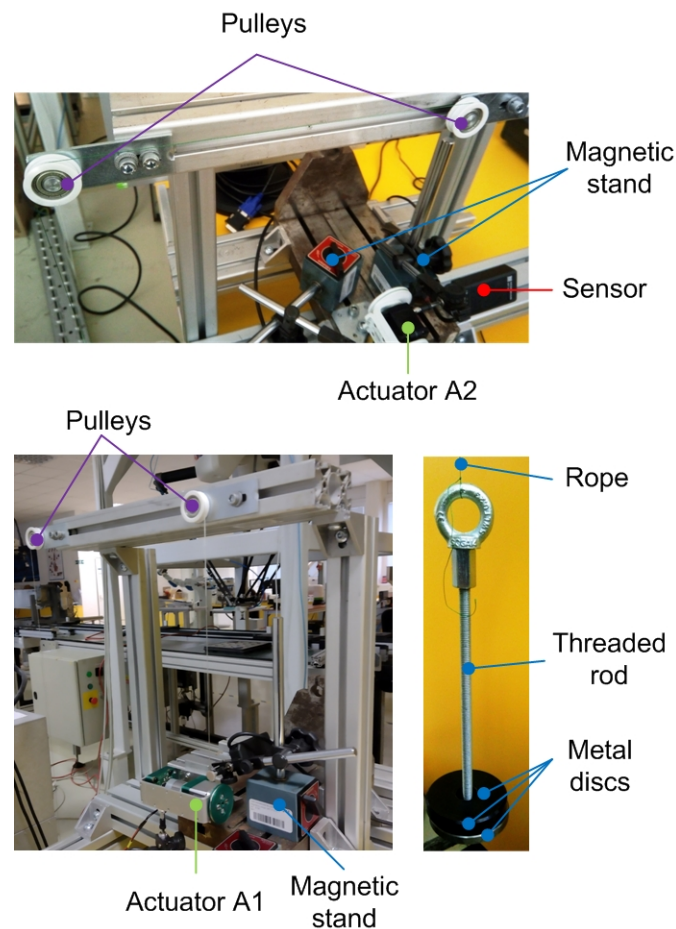 Pulleys
Magnetic
stand
Sensor
Actuator A2
Pulleys
Rope
Threaded
rod
Metal
discs
Actuator A1
Magnetic
stand